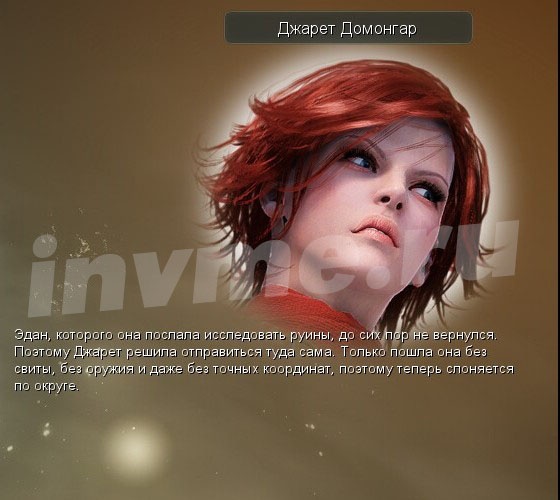 Джарет Домонгар
invme.ru
Эдан, которого она послала исследовать руины, до сих пор не вернулся.
Поэтому Джарет решила отправиться туда сама. Только пошла она без
свиты, без оружия и даже без точных координат, поэтому теперь слоняется
по округе.